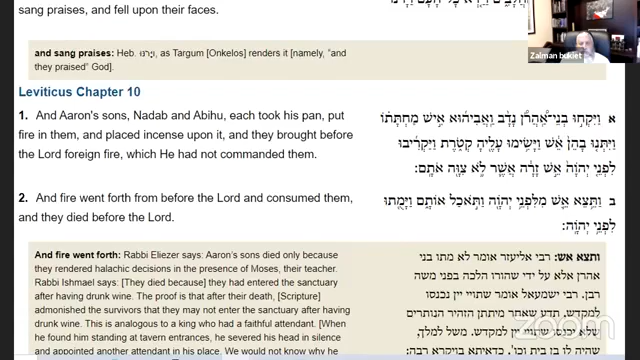 sang praises, and fell upon their faces.
and sang praises: Heb. וַיָּרֹנּוּ, as Targum [Onkelos] renders it [namely, “and
they praised” God].
Leviticus Chapter 10
1. And Aaron's sons, Nadab and Abihu, each took his pan, put
fire in them, and placed incense upon it, and they brought before
the Lord foreign fire, which He had not commanded them.
א וַיִּקְחוּ בְנֵי־אַהֲרֹן נָדָב וַאֲבִיהוּא אִישׁ מַחְתָּתוֹ
וַיִּתְּנוּ בָהֵן אֵשׁ וַיָּשִׂימוּ עָלֶיהָ קְטֹרֶת וַיַּקְרִיבוּ
לִפְנֵי יְהֹוָה אֵשׁ זָרָה אֲשֶׁר לֹא צִוָּה אֹתָם:
2. And fire went forth from before the Lord and consumed them,
and they died before the Lord.
ב וַתֵּצֵא אֵשׁ מִלִּפְנֵי יְהֹוָה וַתֹּאכַל אוֹתָם וַיָּמֻתוּ
לִפְנֵי יְהֹוָה:
And fire went forth: Rabbi Eliezer says: Aaron's sons died only because
they rendered halachic decisions in the presence of Moses, their teacher.
Rabbi Ishmael says: [They died because] they had entered the sanctuary
after having drunk wine. The proof is that after their death, [Scripture]
admonished the survivors that they may not enter the sanctuary after having
drunk wine. This is analogous to a king who had a faithful attendant. [When
he found him standing at tavern entrances, he severed his head in silence
and appointed another attendant in his place. We would not know why he
ותצא אש: רבי אליעזר אומר לא מתו בני
אהרן אלא על ידי שהורו הלכה בפני משה
רבן. רבי ישמעאל אומר שתויי יין נכנסו
למקדש, תדע שאחר מיתתן הזהיר הנותרים
שלא יכנסו שתויי יין למקדש. משל למלך
שהיה לו בן בית וכו', כדאיתא בויקרא רבה:
Zalman bukiet
zoom